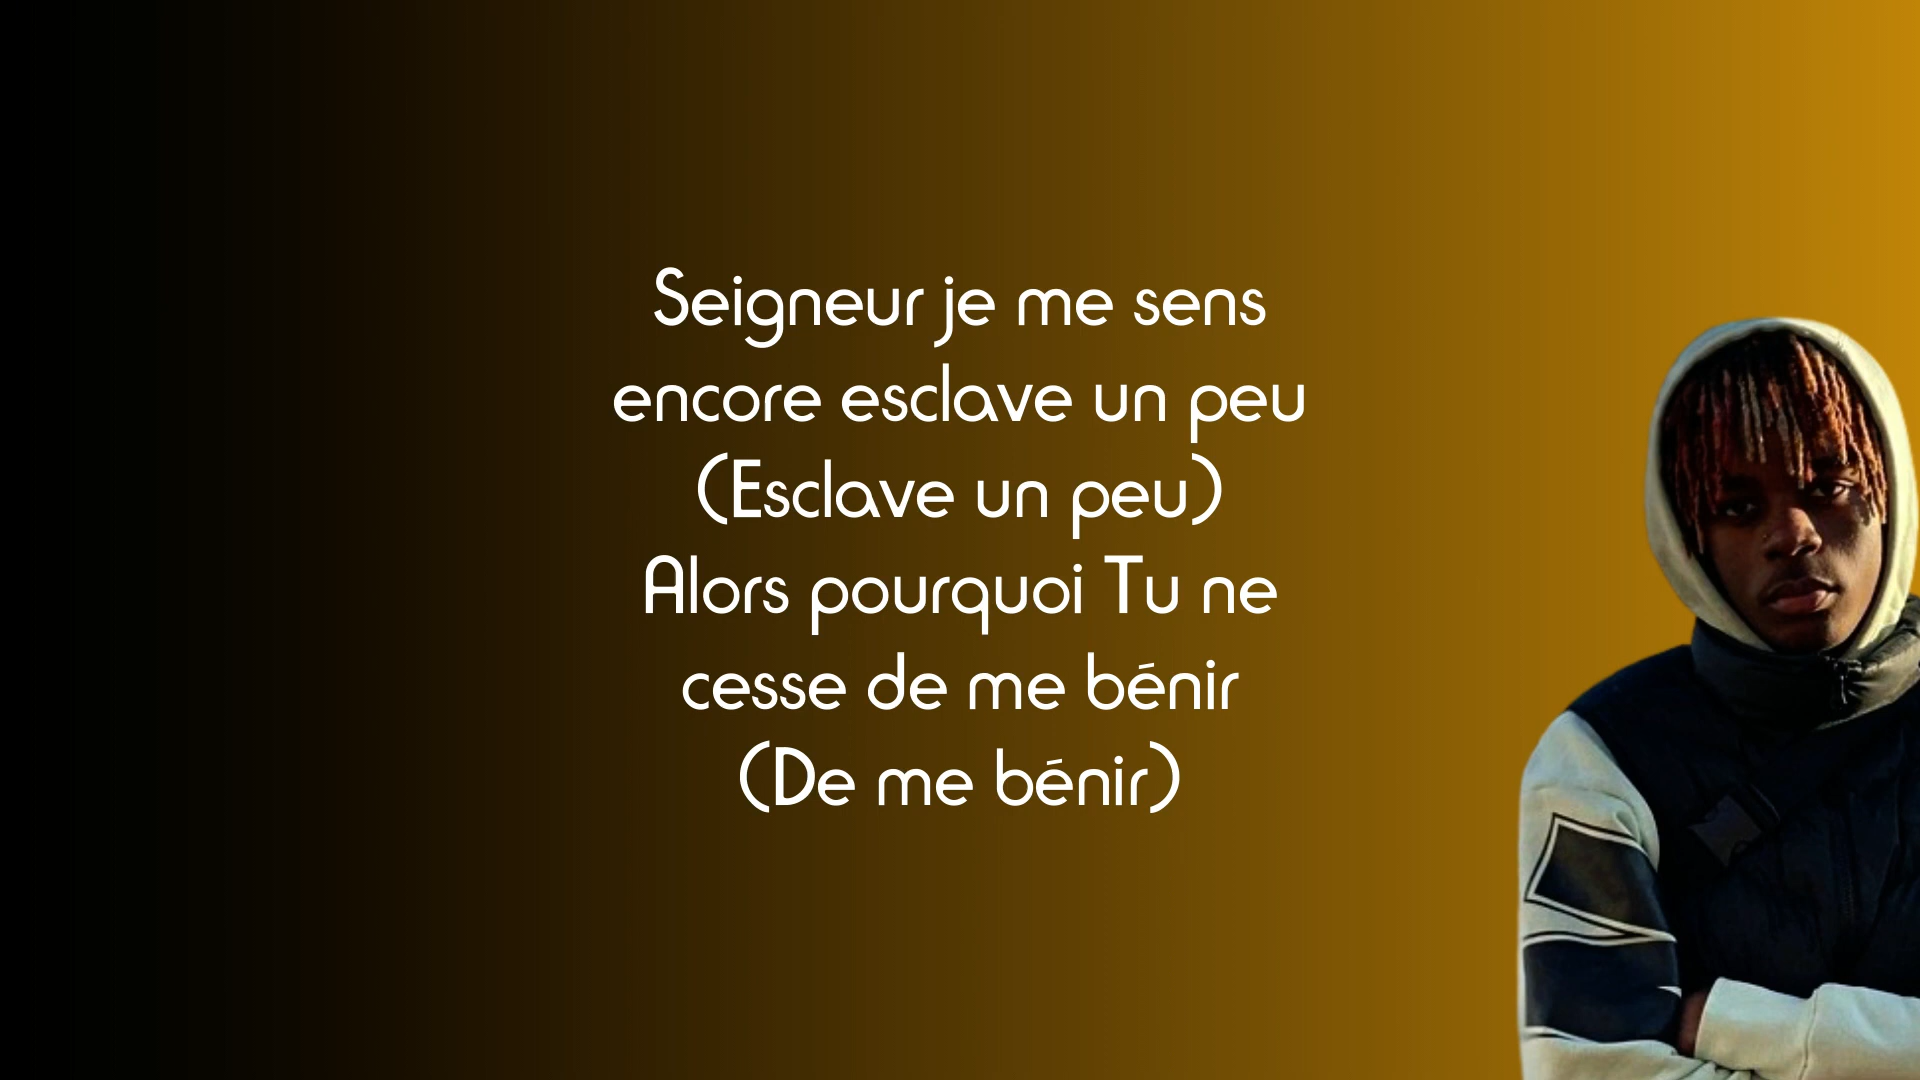 Seigneur je me sens
encore esclave un peu
(Esclave un peu)
Alors pourquoi Tu ne
cesse de me bénir
(De me bénir)